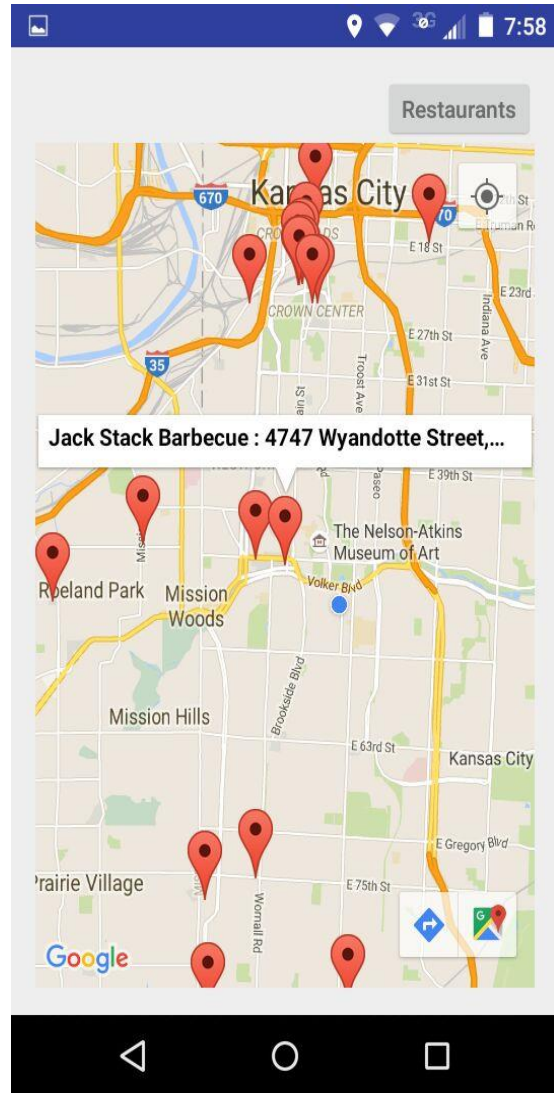 3G 7:58
Restaurants
670
Kansas City
70
E 18 St
E 23rd
CROWN CENTER
E 27th St
Indiana Ave
35
Troost Ave
E 31st St
Jack Stack Barbecue : 4747 Wyandotte Street,...
Paseo
E 39th St
The Nelson-Atkins
Museum of Art
Roeland Park
Mission
Woods
Volker Blvd
Brookside Blvd
Mission Hills
E 63rd St
Kansas City
E Gregory Blvd
Prairie Village
E 75th St
Wornall Rd
Google